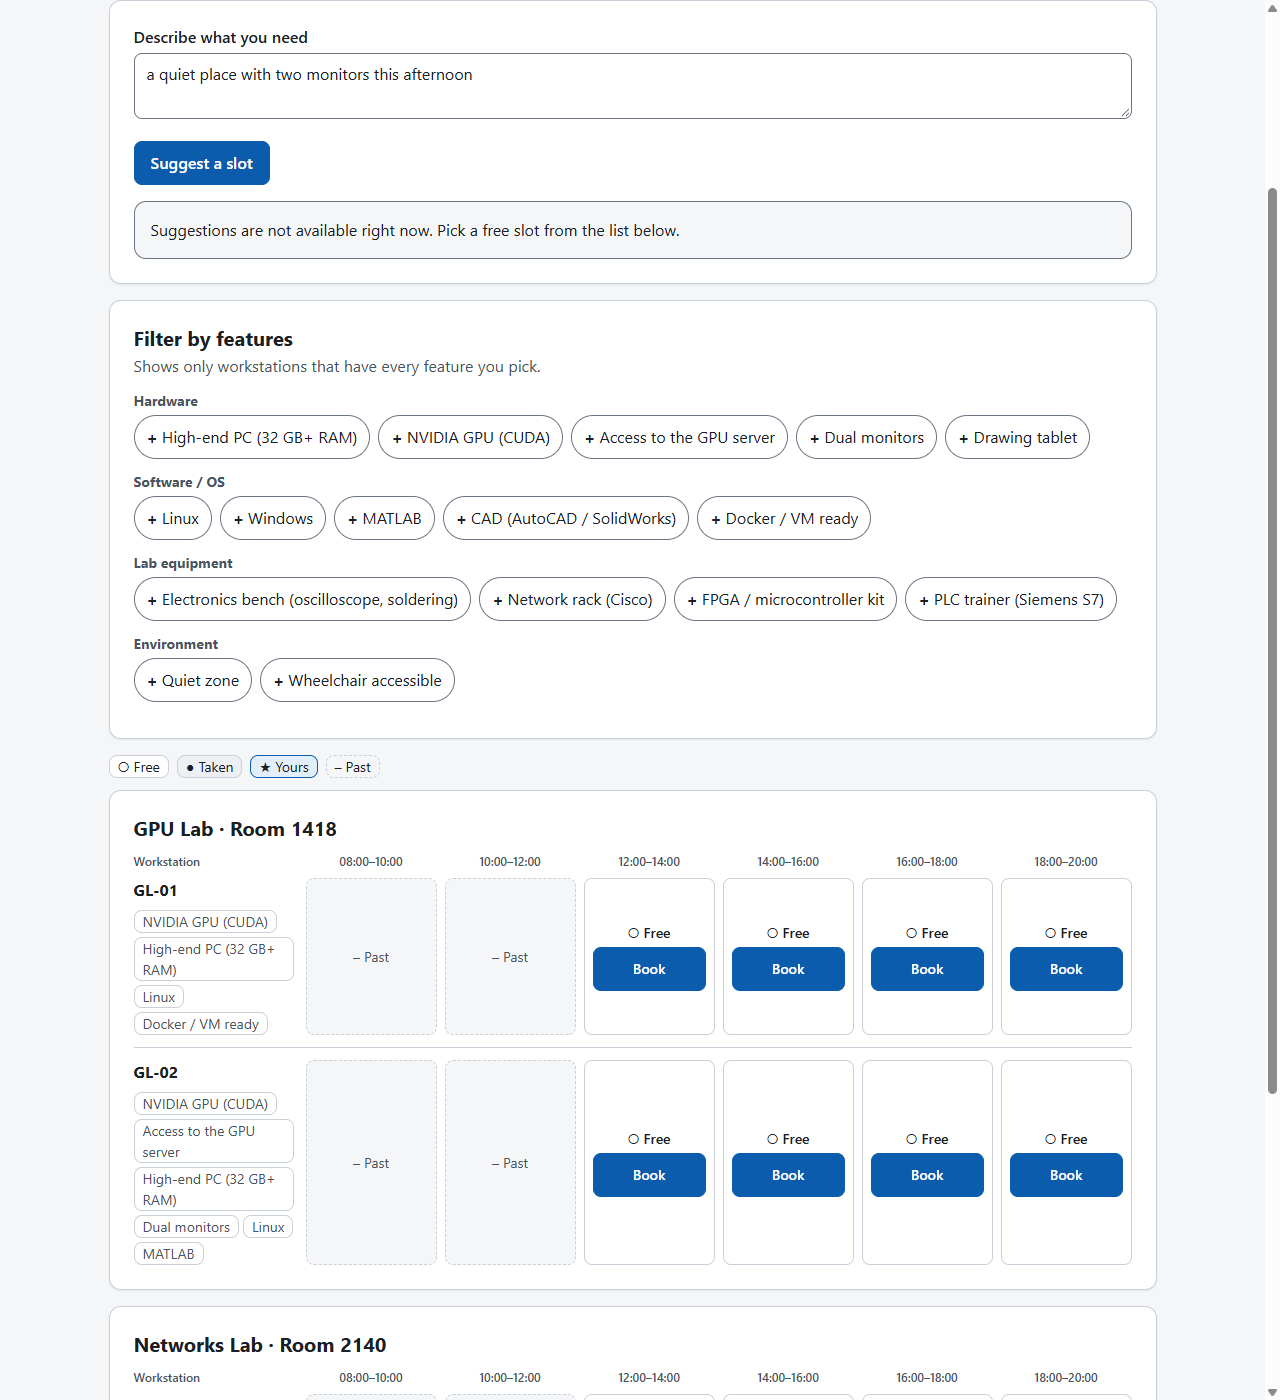 Describe what you need
a quiet place with two monitors this afternoon
Suggest a slot
Suggestions are not available right now. Pick a free slot from the list below.
Filter by features
Shows only workstations that have every feature you pick.
Hardware
+ High-end PC (32 GB+ RAM) + NVIDIA GPU (CUDA) + Access to the GPU server + Dual monitors + Drawing tablet
Software / OS
+ Linux + Windows + MATLAB + CAD (AutoCAD / SolidWorks) + Docker / VM ready
Lab equipment
+ Electronics bench (oscilloscope, soldering) + Network rack (Cisco) + FPGA / microcontroller kit + PLC trainer (Siemens S7)
Environment
+ Quiet zone + Wheelchair accessible
○ Free ● Taken ★ Yours – Past
GPU Lab · Room 1418
Workstation 08:00–10:00 10:00–12:00 12:00–14:00 14:00–16:00 16:00–18:00 18:00–20:00
GL-01
NVIDIA GPU (CUDA)
High-end PC (32 GB+
RAM)
Linux
Docker / VM ready
– Past – Past ○ Free ○ Free ○ Free ○ Free
Book Book Book Book
GL-02
NVIDIA GPU (CUDA)
Access to the GPU
server
High-end PC (32 GB+
RAM)
Dual monitors Linux
MATLAB
– Past – Past ○ Free ○ Free ○ Free ○ Free
Book Book Book Book
Networks Lab · Room 2140
Workstation 08:00–10:00 10:00–12:00 12:00–14:00 14:00–16:00 16:00–18:00 18:00–20:00